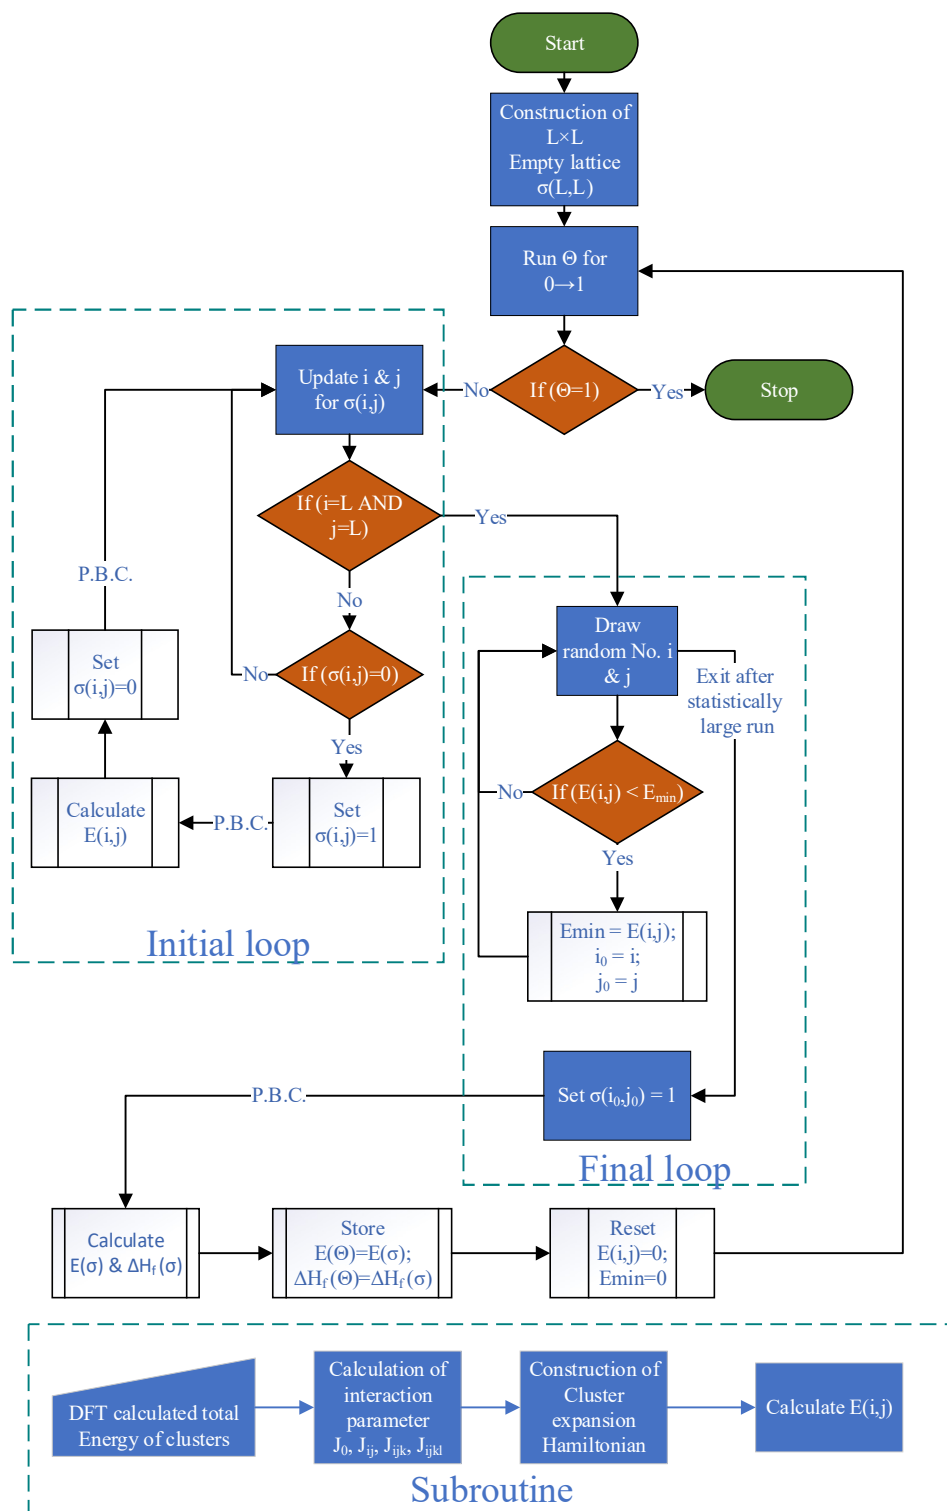 Start
Construction of
L×L
Empty lattice
σ(L,L)
Run Θ for
0→1
If (Θ=1)
No
Yes
Stop
Update i & j
for σ(i,j)
If (i=L AND
j=L)
Yes
No
If (σ(i,j)=0)
No
Yes
Set
σ(i,j)=1
P.B.C.
Calculate
E(i,j)
Set
σ(i,j)=0
P.B.C.
Initial loop
Draw
random No. i
& j
Exit after
statistically
large run
If (E(i,j) < Emin)
No
Yes
Emin = E(i,j);
i0 = i;
j0 = j
Set σ(i0,j0) = 1
Final loop
P.B.C.
Calculate
E(σ) & ΔHf(σ)
Store
E(Θ)=E(σ);
ΔHf(Θ)=ΔHf(σ)
Reset
E(i,j)=0;
Emin=0
DFT calculated total
Energy of clusters
Calculation of
interaction
parameter
J0, Jij, Jijk, Jijkl
Construction of
Cluster
expansion
Hamiltonian
Calculate E(i,j)
Subroutine